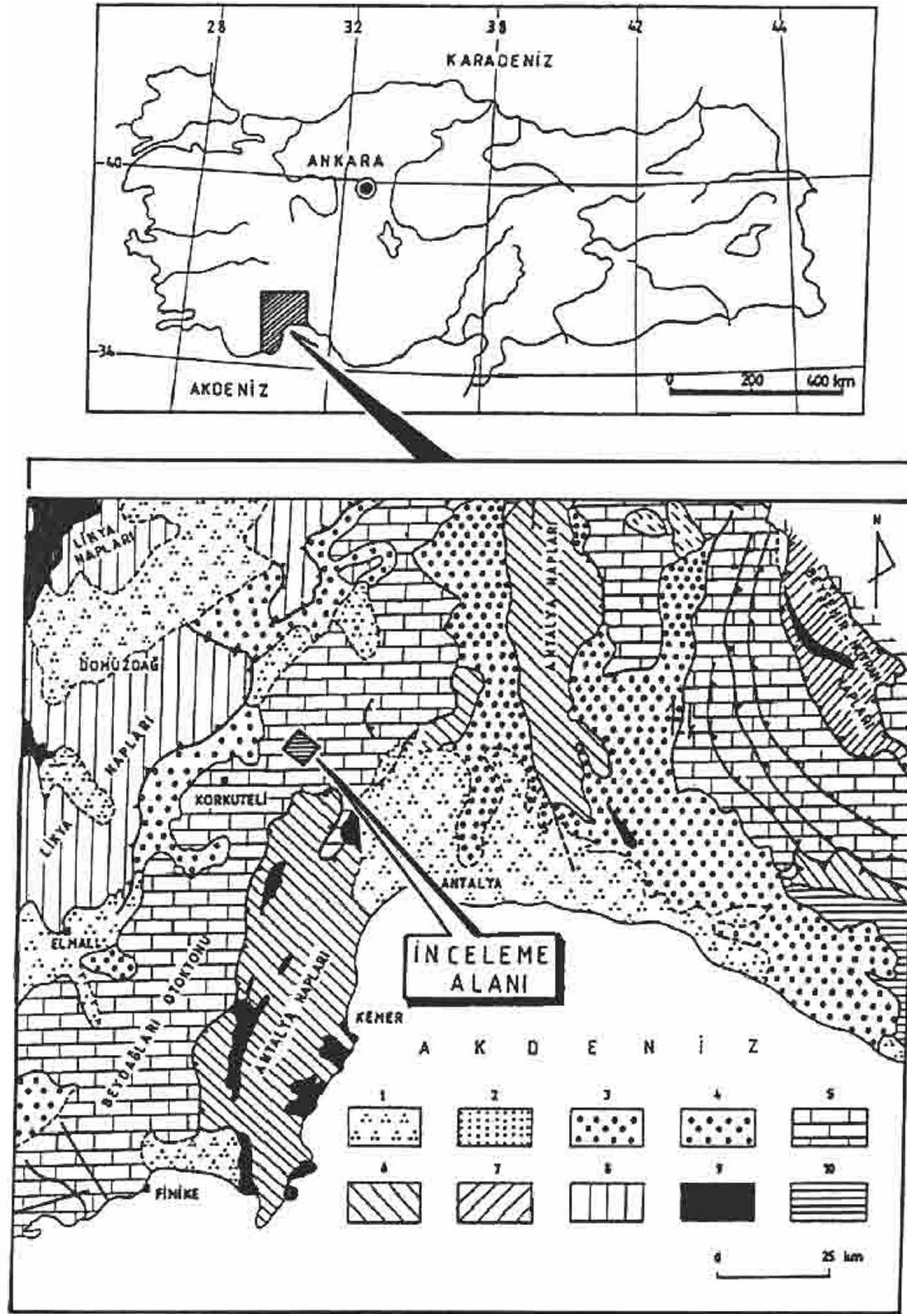 28 32 38 42 44
KARADENİZ
40
ANKARA
34
AKDENİZ
0 200 400 km
N
LİKYA
NAPLARI
ANTALYA NAPLARI
DOMUZDAĞ
LİKYA NAPLARI
KORKUTELİ
ANTALYA
ELMALI
İNCELEME
ALANI
BEYDAĞLARI OTOKTONU
ANTALYA NAPLARI
KEMER
AKDENİZ
1 2 3 4 5
6 7 8 9 10
FİNİKE
0 25 km